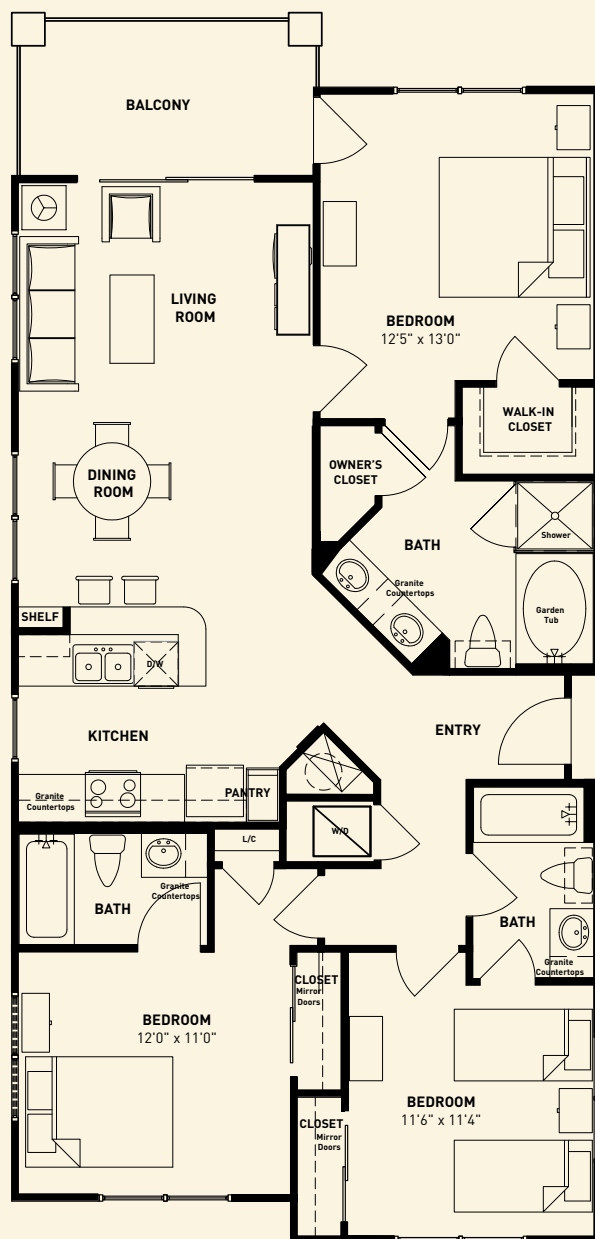 BALCONY
LIVING
ROOM
BEDROOM
12'5" x 13'0"
WALK-IN
CLOSET
OWNER'S
CLOSET
DINING
ROOM
BATH
Shower
Granite
Countertops
Garden
Tub
SHELF
D/W
KITCHEN
ENTRY
Granite
Countertops
PANTRY
W/D
L/C
BATH
Granite
Countertops
BATH
Granite
Countertops
CLOSET
Mirror
Doors
BEDROOM
12'0" x 11'0"
BEDROOM
11'6" x 11'4"
CLOSET
Mirror
Doors